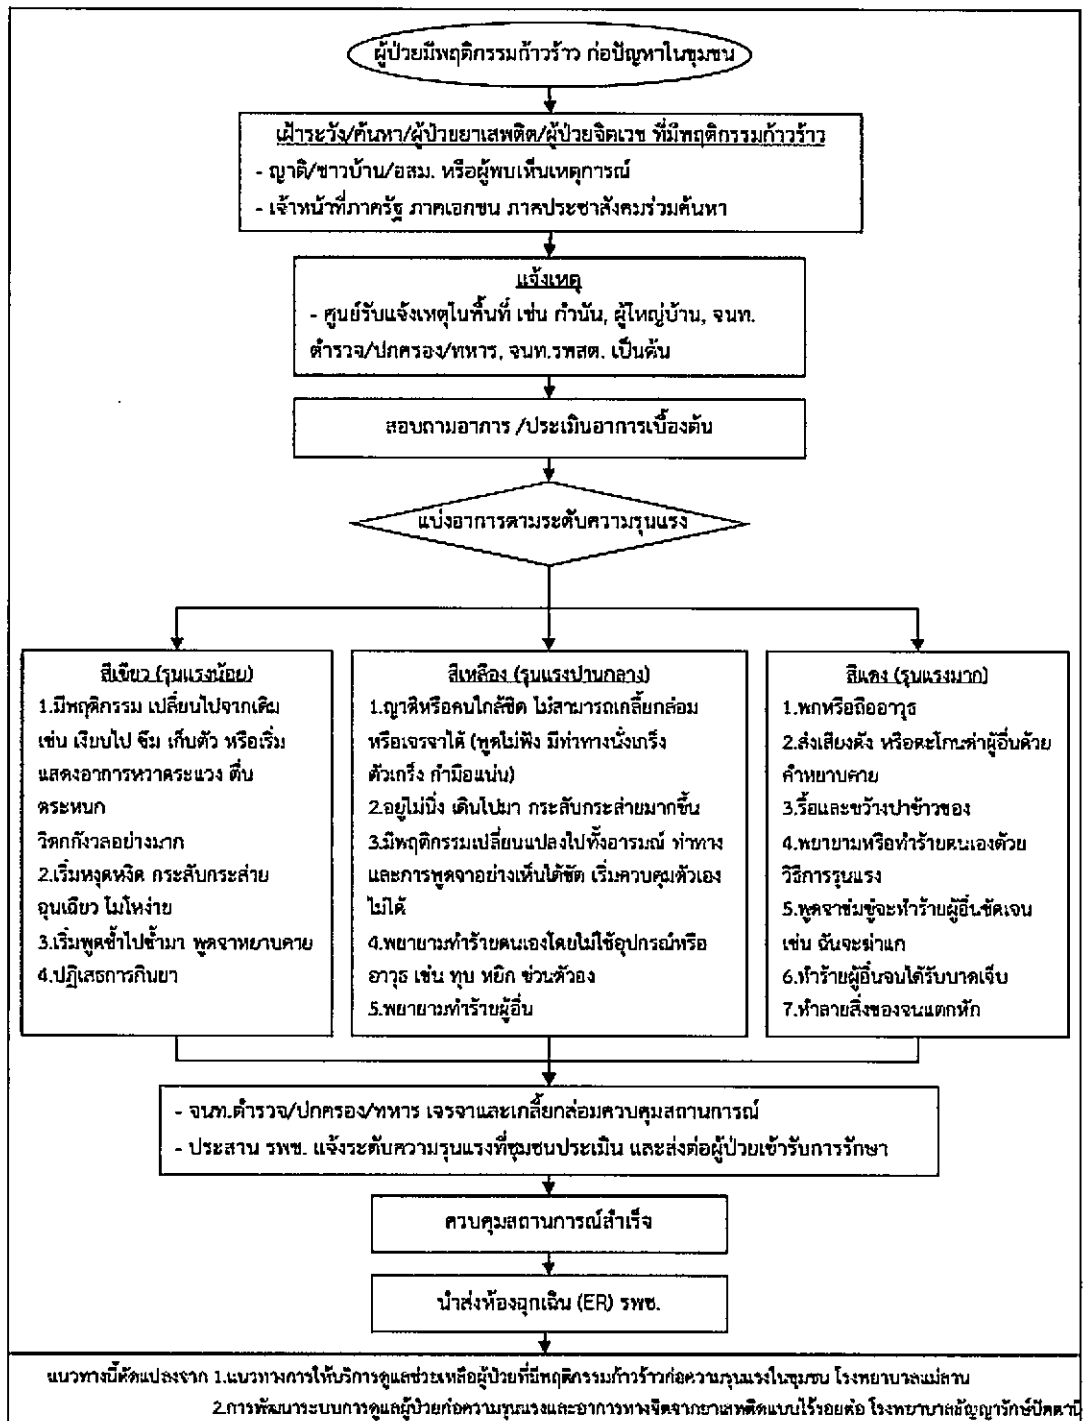 ผู้ป่วยมีพฤติกรรมก้าวร้าว ก่อปัญหาในชุมชน
เฝ้าระวัง/ค้นหา/ผู้ป่วยยาเสพติด/ผู้ป่วยจิตเวช ที่มีพฤติกรรมก้าวร้าว
- ญาติ/ชาวบ้าน/อสม. หรือผู้พบเห็นเหตุการณ์
- เจ้าหน้าที่ภาครัฐ ภาคเอกชน ภาคประชาสังคมร่วมค้นหา
แจ้งเหตุ
- ศูนย์รับแจ้งเหตุในพื้นที่ เช่น กำนัน, ผู้ใหญ่บ้าน, จนท.
ตำรวจ/ปกครอง/ทหาร, จนท.รพสต. เป็นต้น
สอบถามอาการ /ประเมินอาการเบื้องต้น
แบ่งอาการตามระดับความรุนแรง
สีเขียว (รุนแรงน้อย)
1.มีพฤติกรรม เปลี่ยนไปจากเดิม
เช่น เงียบไป ซึม เก็บตัว หรือเริ่ม
แสดงอาการหวาดระแวง ตื่น
ตระหนก
วิตกกังวลอย่างมาก
2.เริ่มหงุดหงิด กระสับกระส่าย
ฉุนเฉียว โมโหง่าย
3.เริ่มพูดซ้ำไปซ้ำมา พูดจาหยาบคาย
4.ปฏิเสธการกินยา
สีเหลือง (รุนแรงปานกลาง)
1.ญาติหรือคนใกล้ชิด ไม่สามารถเกลี้ยกล่อม
หรือเจรจาได้ (พูดไม่ฟัง มีท่าทางนั่งเกร็ง
ตัวเกร็ง กำมือแน่น)
2.อยู่ไม่นิ่ง เดินไปมา กระสับกระส่ายมากขึ้น
3.มีพฤติกรรมเปลี่ยนแปลงไปทั้งอารมณ์ ท่าทาง
และการพูดจาอย่างเห็นได้ชัด เริ่มควบคุมตัวเอง
ไม่ได้
4.พยายามทำร้ายตนเองโดยไม่ใช้อุปกรณ์หรือ
อาวุธ เช่น ทุบ หยิก ข่วนตัวอง
5.พยายามทำร้ายผู้อื่น
สีแดง (รุนแรงมาก)
1.พกหรือถืออาวุธ
2.ส่งเสียงดัง หรือตะโกนด่าผู้อื่นด้วย
คำหยาบคาย
3.รื้อและขว้างปาข้าวของ
4.พยายามหรือทำร้ายตนเองด้วย
วิธีการรุนแรง
5.พูดจาข่มขู่จะทำร้ายผู้อื่นชัดเจน
เช่น ฉันจะฆ่าแก
6.ทำร้ายผู้อื่นจนได้รับบาดเจ็บ
7.ทำลายสิ่งของจนแตกหัก
- จนท.ตำรวจ/ปกครอง/ทหาร เจรจาและเกลี้ยกล่อมควบคุมสถานการณ์
- ประสาน รพช. แจ้งระดับความรุนแรงที่ชุมชนประเมิน และส่งต่อผู้ป่วยเข้ารับการรักษา
ควบคุมสถานการณ์สำเร็จ
นำส่งห้องฉุกเฉิน (ER) รพช.
แนวทางนี้ดัดแปลงจาก 1.แนวทางการให้บริการดูแลช่วยเหลือผู้ป่วยที่มีพฤติกรรมก้าวร้าวก่อความรุนแรงในชุมชน โรงพยาบาลแม่ลาน
2.การพัฒนาระบบการดูแลผู้ป่วยก่อความรุนแรงและอาการทางจิตจากยาเสพติดแบบไร้รอยต่อ โรงพยาบาลธัญญารักษ์ปัตตานี